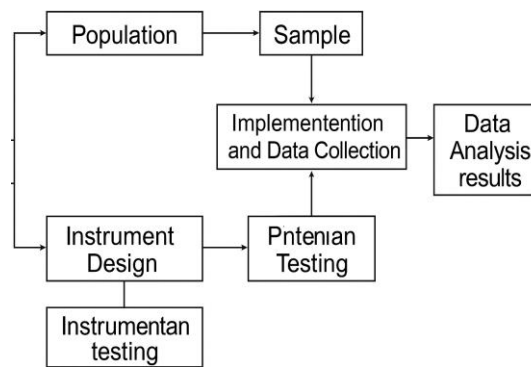 Population
Sample
Implementention
and Data Collection
Data
Analysis
results
Instrument
Design
Pntenıan
Testing
Instrumentan
testing